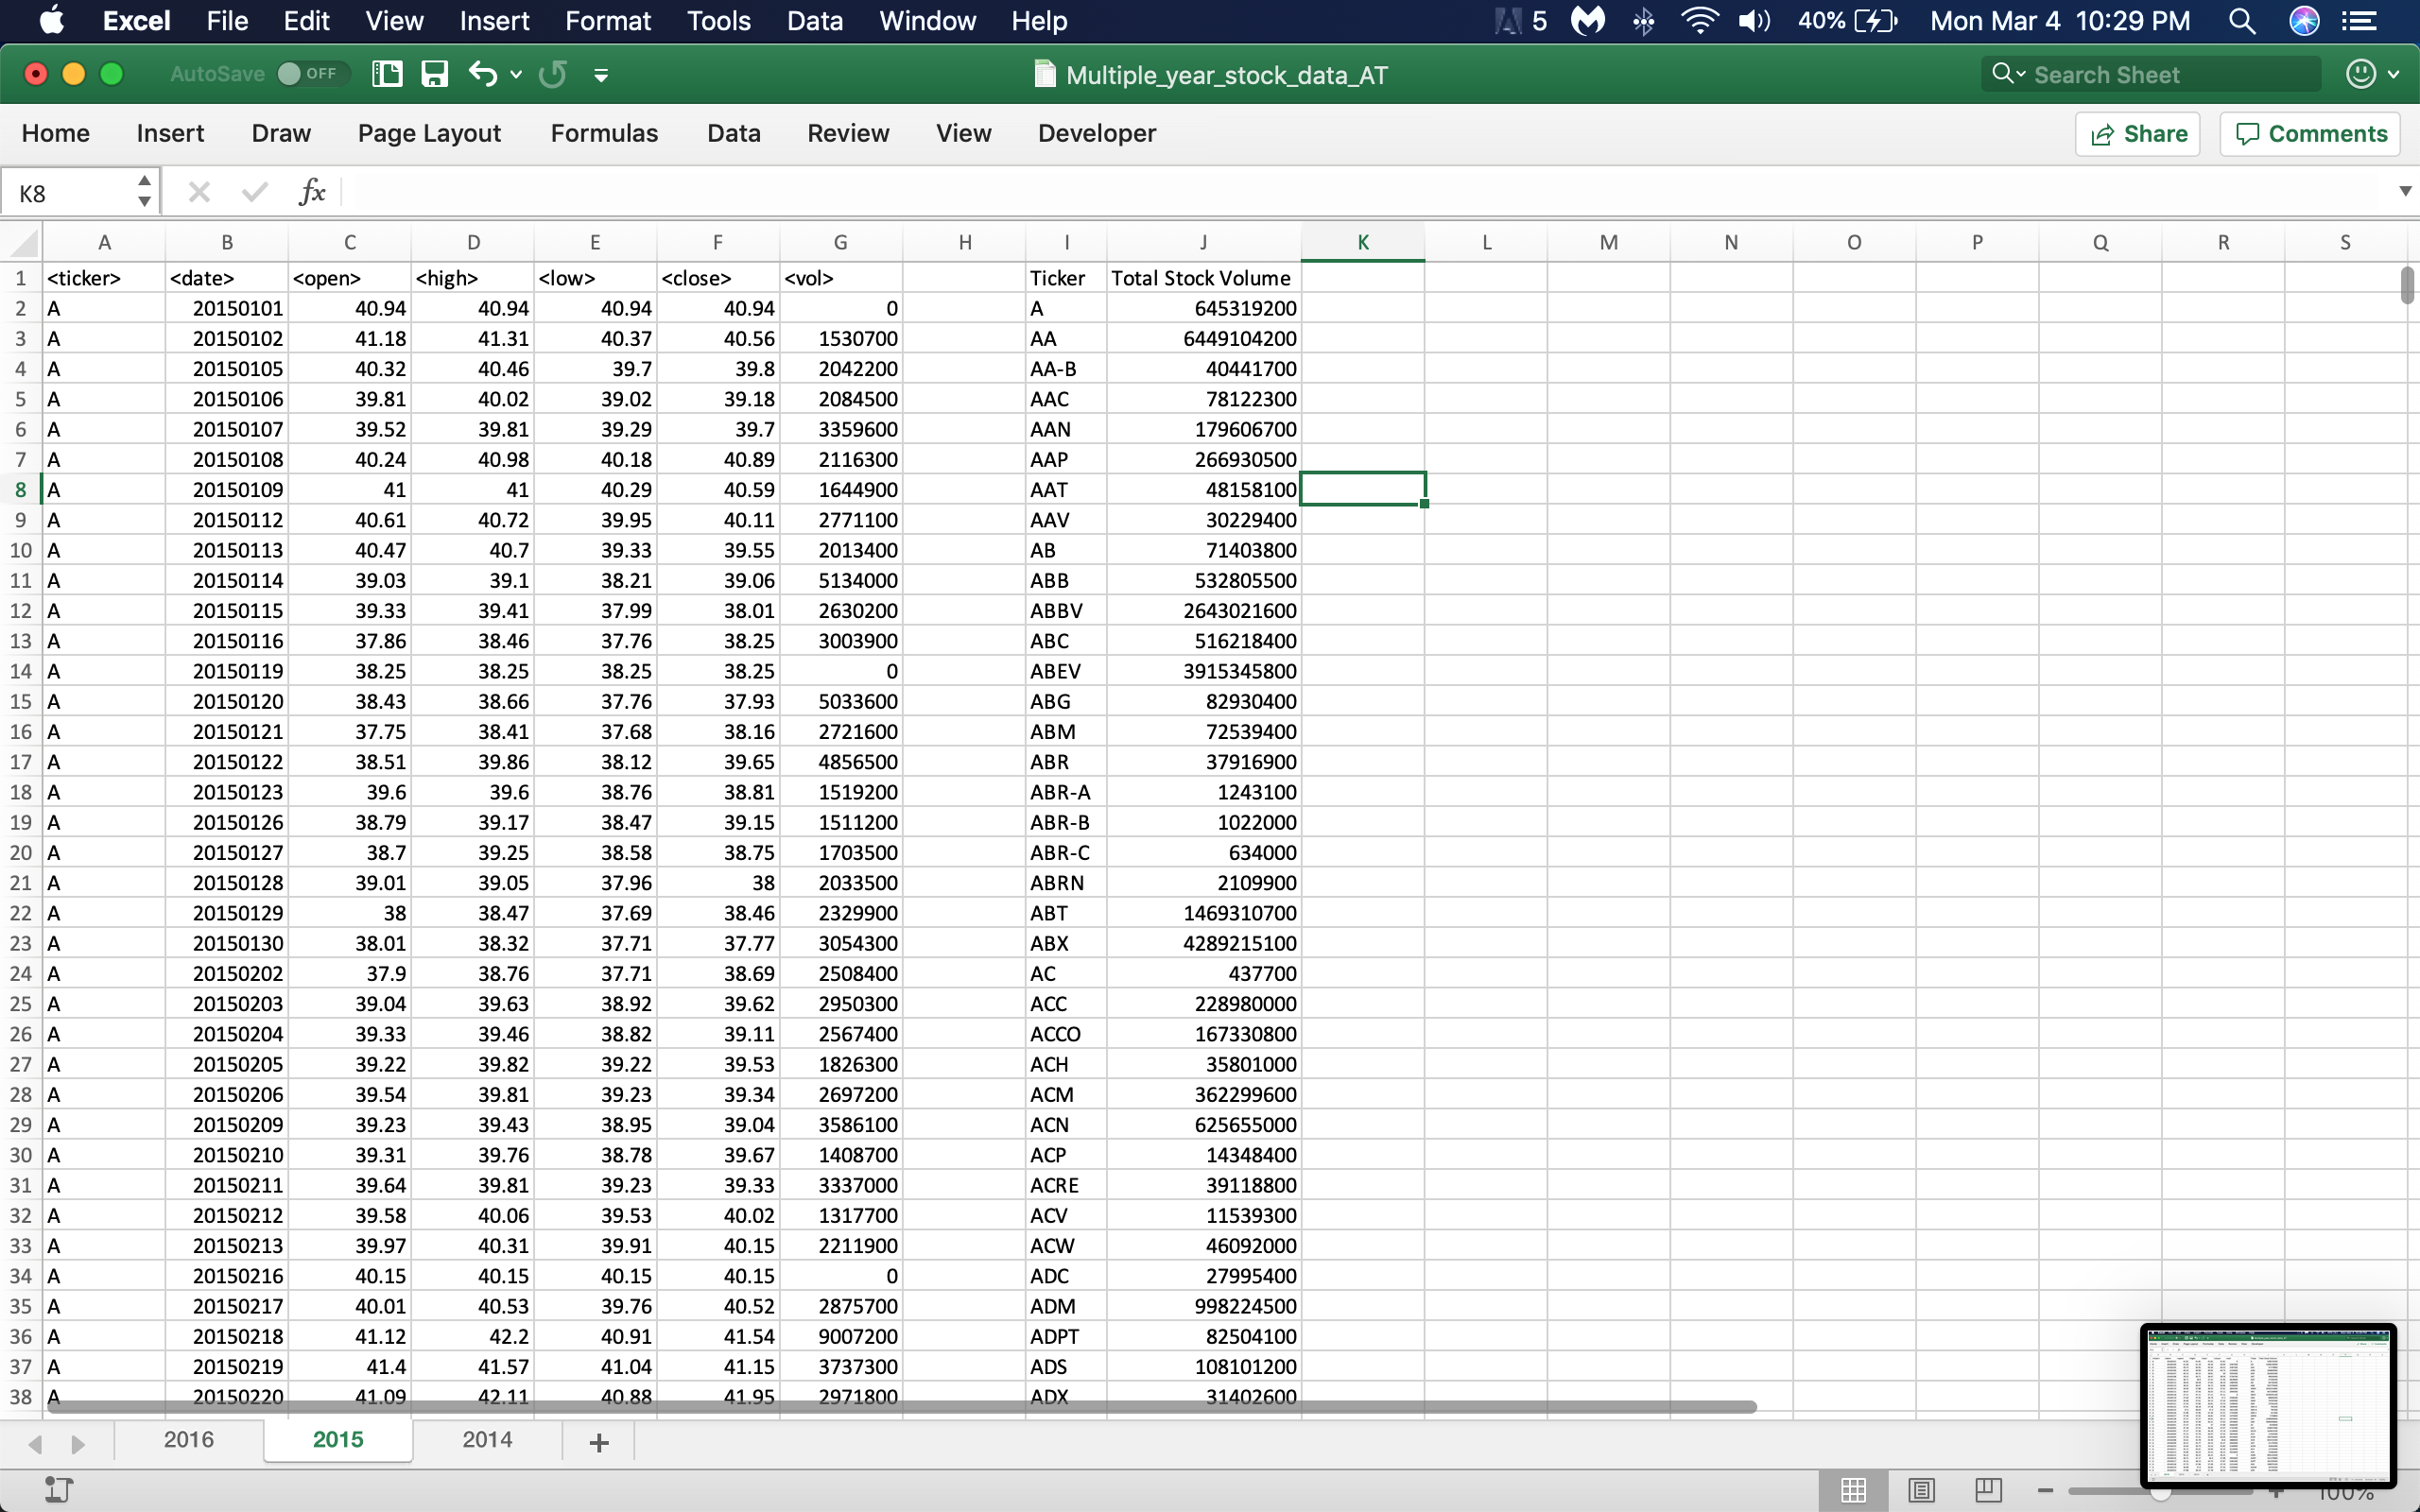 Excel File Edit View Insert Format Tools Data Window Help 5 40% Mon Mar 4 10:29 PM
AutoSave OFF Multiple_year_stock_data_AT Search Sheet
Home Insert Draw Page Layout Formulas Data Review View Developer Share Comments
K8 fx
A B C D E F G H I J K L M N O P Q R S
1 <ticker> <date> <open> <high> <low> <close> <vol> Ticker Total Stock Volume
2 A 20150101 40.94 40.94 40.94 40.94 0 A 645319200
3 A 20150102 41.18 41.31 40.37 40.56 1530700 AA 6449104200
4 A 20150105 40.32 40.46 39.7 39.8 2042200 AA-B 40441700
5 A 20150106 39.81 40.02 39.02 39.18 2084500 AAC 78122300
6 A 20150107 39.52 39.81 39.29 39.7 3359600 AAN 179606700
7 A 20150108 40.24 40.98 40.18 40.89 2116300 AAP 266930500
8 A 20150109 41 41 40.29 40.59 1644900 AAT 48158100
9 A 20150112 40.61 40.72 39.95 40.11 2771100 AAV 30229400
10 A 20150113 40.47 40.7 39.33 39.55 2013400 AB 71403800
11 A 20150114 39.03 39.1 38.21 39.06 5134000 ABB 532805500
12 A 20150115 39.33 39.41 37.99 38.01 2630200 ABBV 2643021600
13 A 20150116 37.86 38.46 37.76 38.25 3003900 ABC 516218400
14 A 20150119 38.25 38.25 38.25 38.25 0 ABEV 3915345800
15 A 20150120 38.43 38.66 37.76 37.93 5033600 ABG 82930400
16 A 20150121 37.75 38.41 37.68 38.16 2721600 ABM 72539400
17 A 20150122 38.51 39.86 38.12 39.65 4856500 ABR 37916900
18 A 20150123 39.6 39.6 38.76 38.81 1519200 ABR-A 1243100
19 A 20150126 38.79 39.17 38.47 39.15 1511200 ABR-B 1022000
20 A 20150127 38.7 39.25 38.58 38.75 1703500 ABR-C 634000
21 A 20150128 39.01 39.05 37.96 38 2033500 ABRN 2109900
22 A 20150129 38 38.47 37.69 38.46 2329900 ABT 1469310700
23 A 20150130 38.01 38.32 37.71 37.77 3054300 ABX 4289215100
24 A 20150202 37.9 38.76 37.71 38.69 2508400 AC 437700
25 A 20150203 39.04 39.63 38.92 39.62 2950300 ACC 228980000
26 A 20150204 39.33 39.46 38.82 39.11 2567400 ACCO 167330800
27 A 20150205 39.22 39.82 39.22 39.53 1826300 ACH 35801000
28 A 20150206 39.54 39.81 39.23 39.34 2697200 ACM 362299600
29 A 20150209 39.23 39.43 38.95 39.04 3586100 ACN 625655000
30 A 20150210 39.31 39.76 38.78 39.67 1408700 ACP 14348400
31 A 20150211 39.64 39.81 39.23 39.33 3337000 ACRE 39118800
32 A 20150212 39.58 40.06 39.53 40.02 1317700 ACV 11539300
33 A 20150213 39.97 40.31 39.91 40.15 2211900 ACW 46092000
34 A 20150216 40.15 40.15 40.15 40.15 0 ADC 27995400
35 A 20150217 40.01 40.53 39.76 40.52 2875700 ADM 998224500
36 A 20150218 41.12 42.2 40.91 41.54 9007200 ADPT 82504100
37 A 20150219 41.4 41.57 41.04 41.15 3737300 ADS 108101200
38 A 20150220 41.09 42.11 40.88 41.95 2971800 ADX 31402600
2016 2015 2014
100%